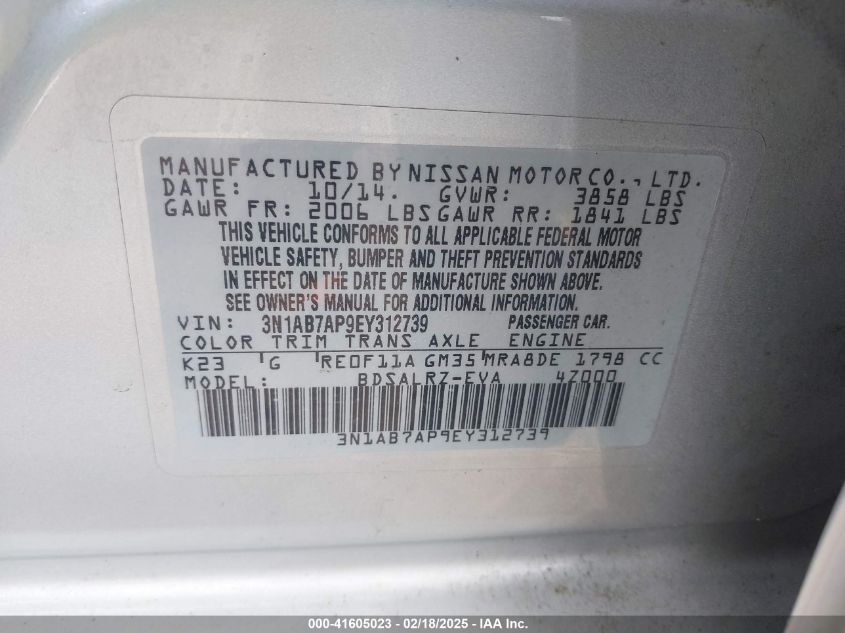 MANUFACTURED BY NISSAN MOTOR CO., LTD.
DATE: 10/14. GVWR: 3858 LBS
GAWR FR: 2006 LBS GAWR RR: 1841 LBS
THIS VEHICLE CONFORMS TO ALL APPLICABLE FEDERAL MOTOR
VEHICLE SAFETY, BUMPER AND THEFT PREVENTION STANDARDS
IN EFFECT ON THE DATE OF MANUFACTURE SHOWN ABOVE.
SEE OWNER'S MANUAL FOR ADDITIONAL INFORMATION.
VIN: 3N1AB7AP9EY312739 PASSENGER CAR.
COLOR TRIM TRANS AXLE ENGINE
K23 G RE0F11A GM35 MRA8DE 1798 CC
MODEL: BDSALRZ-EVA 4Z000
3N1AB7AP9EY312739
000-41605023 - 02/18/2025 - IAA Inc.